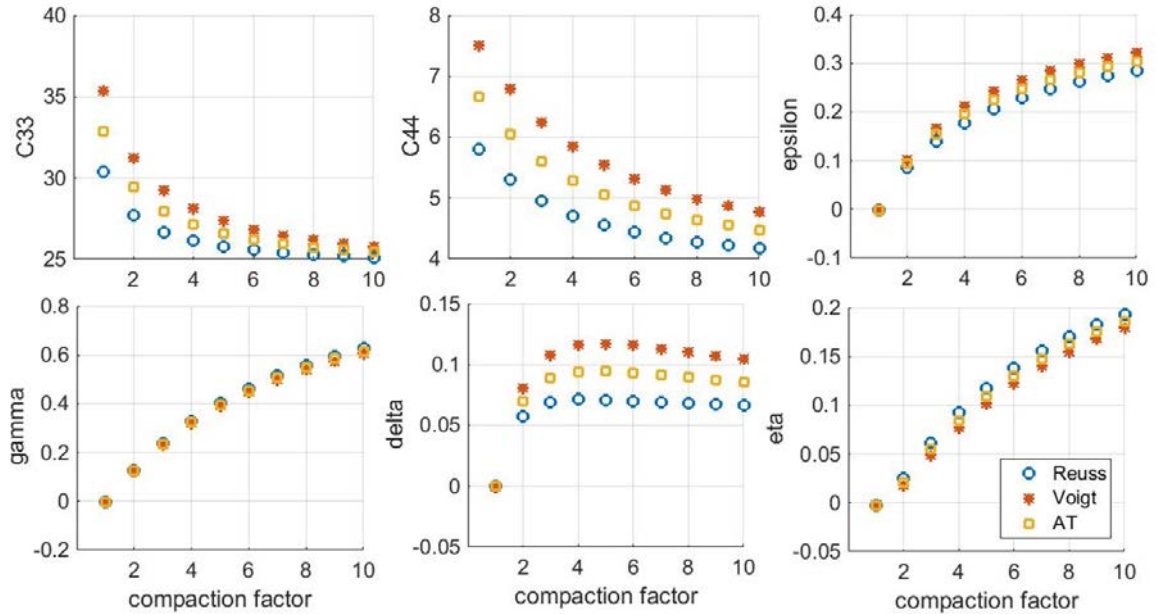 40
35
30
25
C33
2 4 6 8 10
8
7
6
5
4
C44
2 4 6 8 10
0.4
0.3
0.2
0.1
0
-0.1
epsilon
2 4 6 8 10
0.8
0.6
0.4
0.2
0
-0.2
gamma
2 4 6 8 10
compaction factor
0.15
0.1
0.05
0
-0.05
delta
2 4 6 8 10
compaction factor
0.2
0.15
0.1
0.05
0
-0.05
eta
Reuss
Voigt
AT
2 4 6 8 10
compaction factor